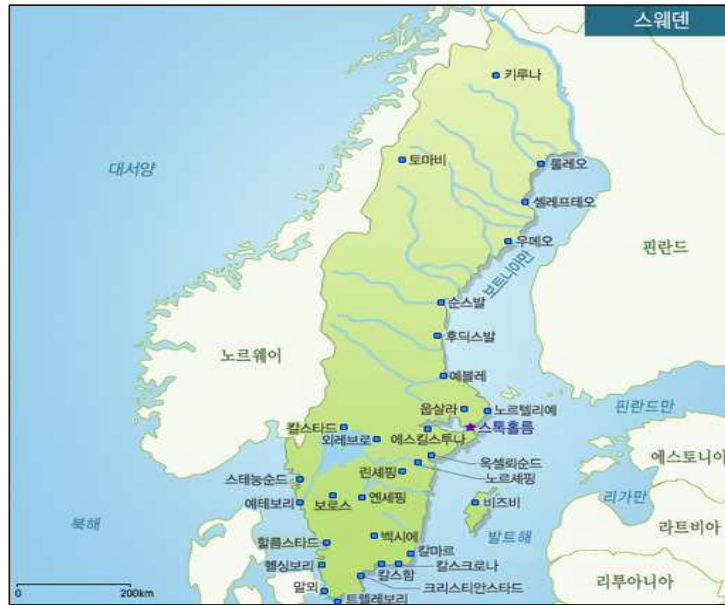 스웨덴
키루나
대서양
토마비
룰레오
셸레프테오
우메오
핀란드
보트니아만
순스발
후딕스발
노르웨이
예블레
웁살라
노르텔리예
핀란드만
칼스타드
스톡홀름
외레브로
에스킬스투나
옥셀뢰순드
에스토니아
노르셰핑
린셰핑
스테농순드
옌셰핑
보로스
예테보리
비즈비
리가만
북해
라트비아
벡시에
발트해
할름스타드
칼마르
헬싱보리
칼스함
칼스크로나
리투아니아
말뫼
크리스티안스타드
트렐레보리
0
200km